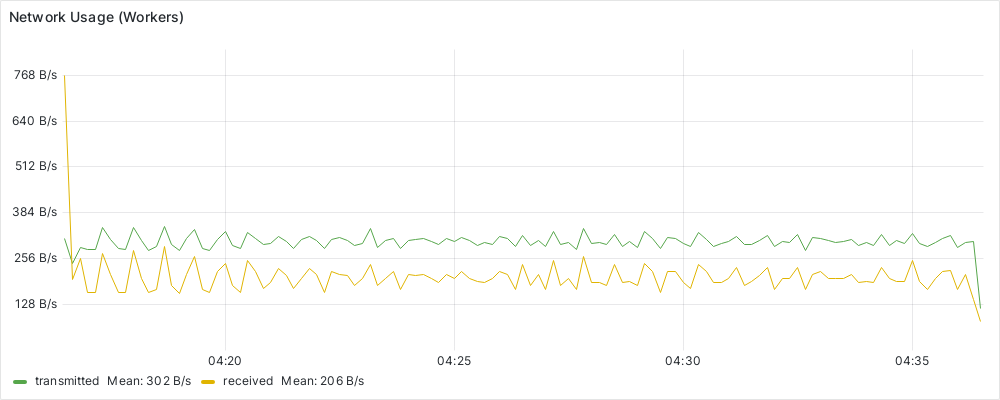 Network Usage (Workers)
768 B/s
640 B/s
512 B/s
384 B/s
256 B/s
128 B/s
04:20 04:25 04:30 04:35
transmitted Mean: 302 B/s received Mean: 206 B/s